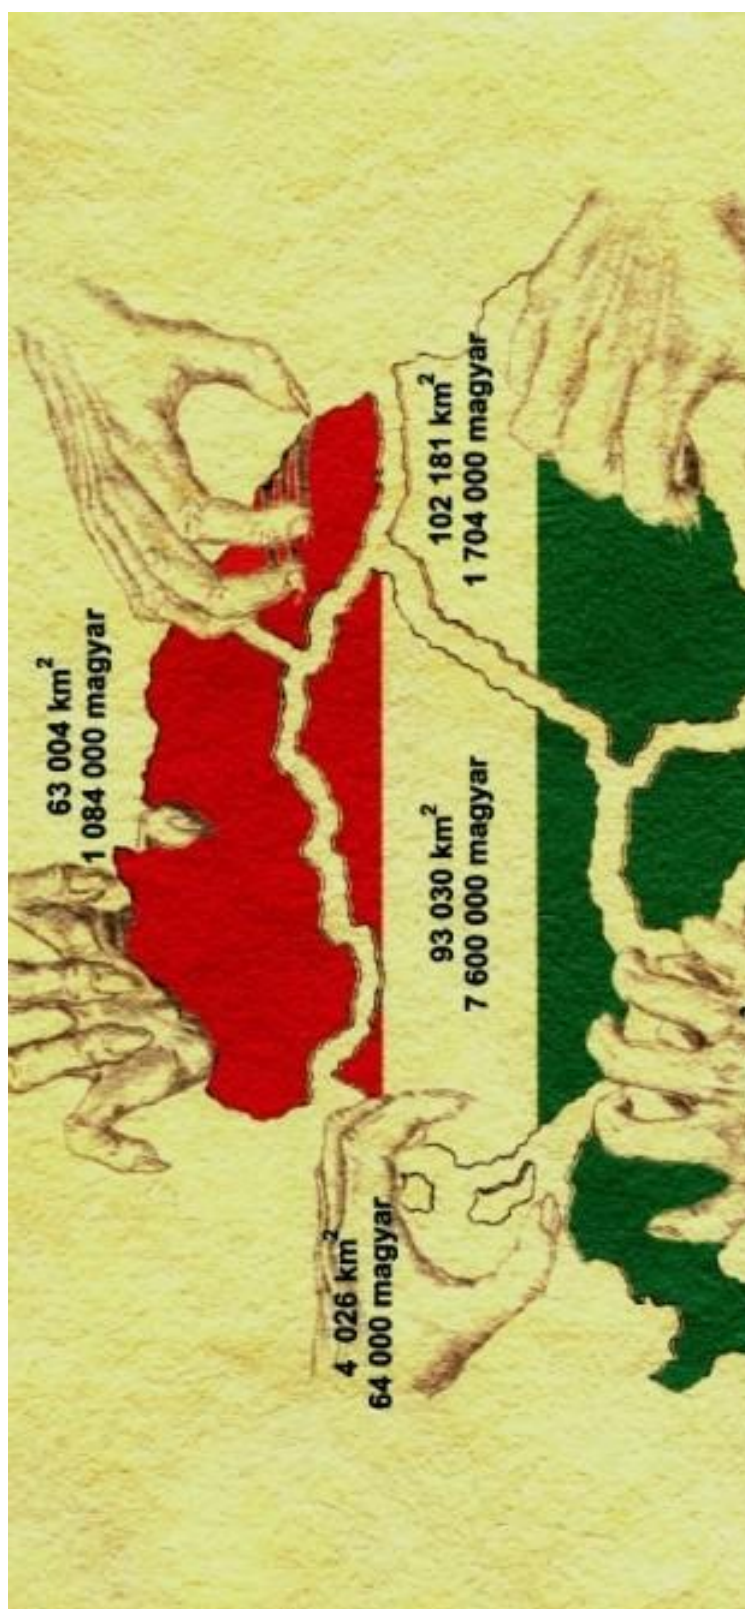 63 004 km²
1 084 000 magyar
102 181 km²
1 704 000 magyar
93 030 km²
7 600 000 magyar
4 026 km²
64 000 magyar